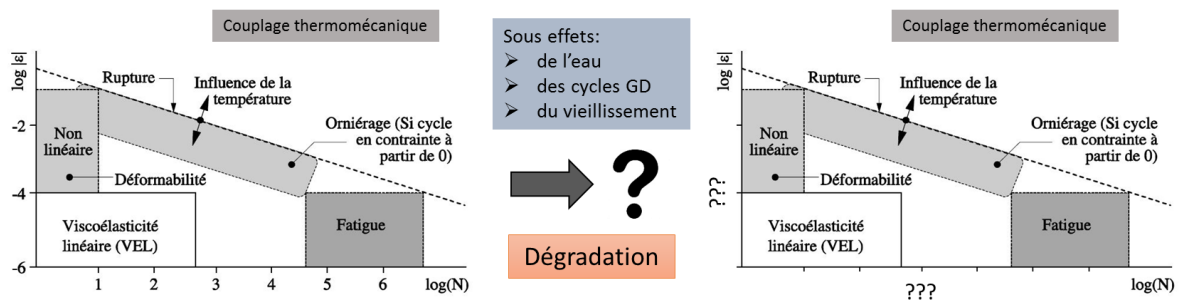 Couplage thermomécanique
log |ε|
Rupture
Influence de la
température
-2
Non
linéaire
Orniérage (Si cycle
en contrainte à
partir de 0)
Déformabilité
-4
Viscoélasticité
linéaire (VEL)
Fatigue
-6
1 2 3 4 5 6 log(N)
Sous effets:
➢ de l'eau
➢ des cycles GD
➢ du vieillissement
?
Dégradation
Couplage thermomécanique
log |ε|
Rupture
Influence de la
température
-2
Non
linéaire
Orniérage (Si cycle
en contrainte à
partir de 0)
Déformabilité
???
-4
Viscoélasticité
linéaire (VEL)
Fatigue
-6
log(N)
???